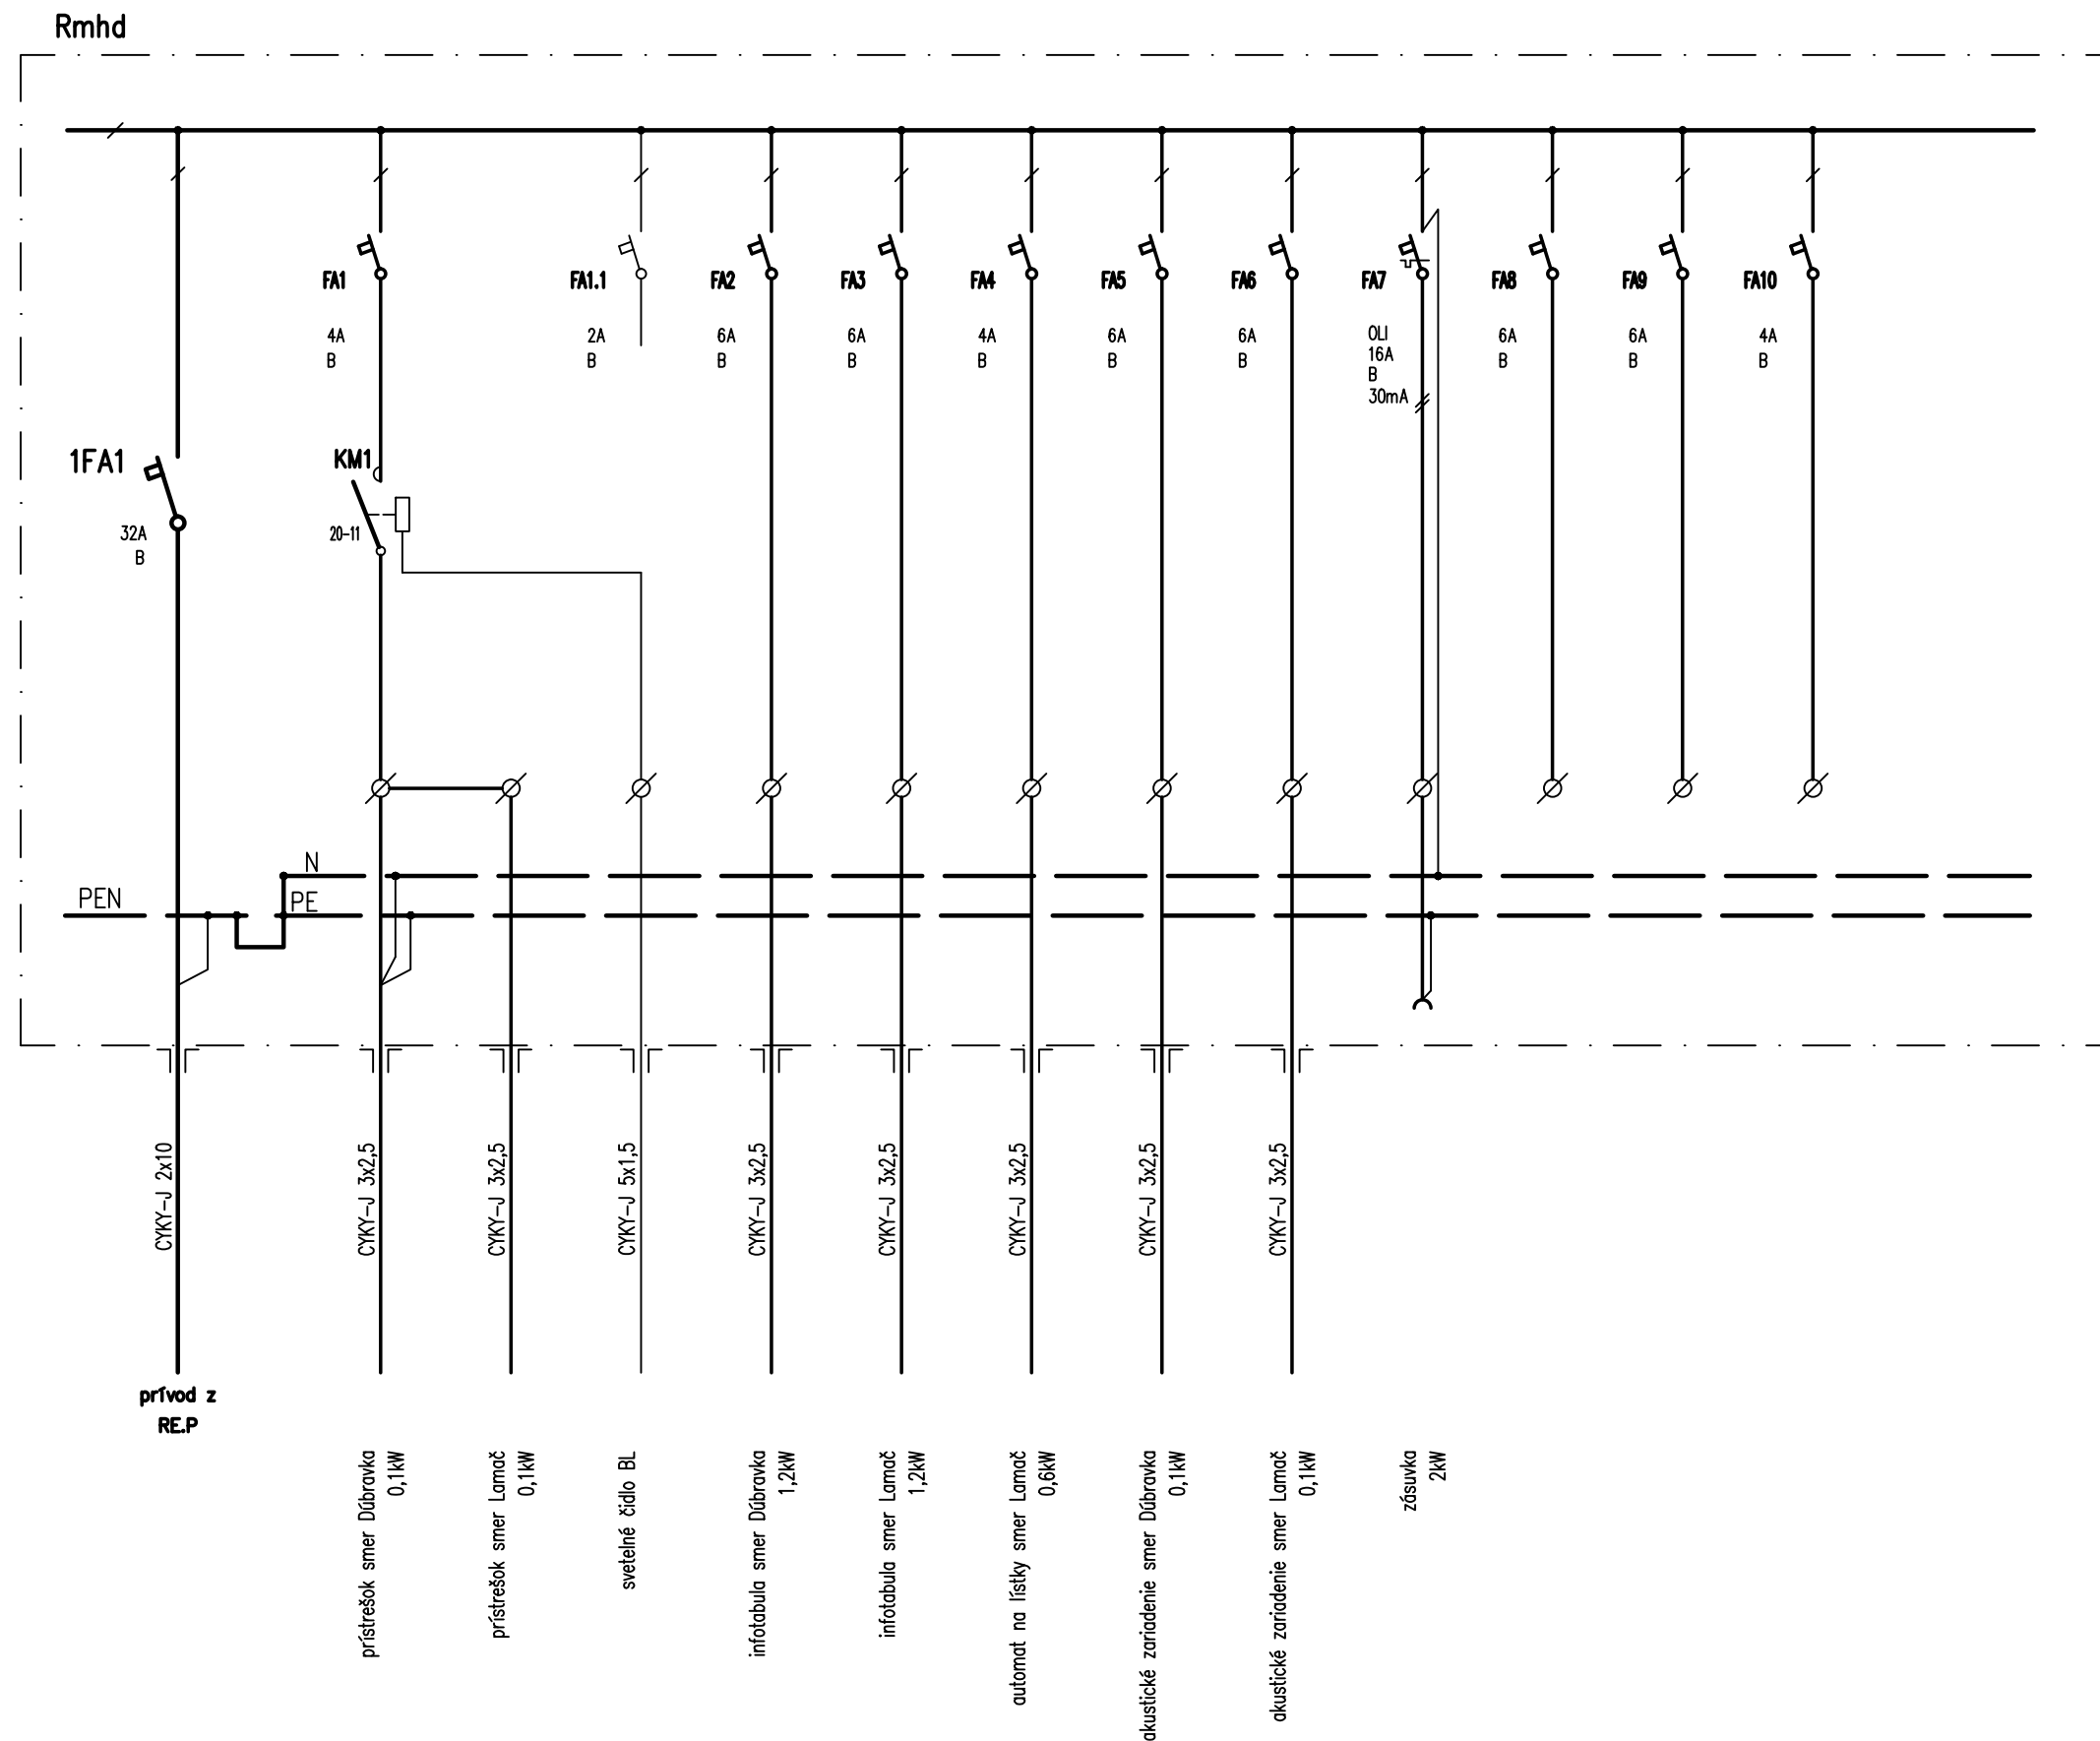 Rmhd
FA1
4A
B
FA1.1
2A
B
FA2
6A
B
FA3
6A
B
FA4
4A
B
FA5
6A
B
FA6
6A
B
FA7
OLI
16A
B
30mA
FA8
6A
B
FA9
6A
B
FA10
4A
B
1FA1
32A
B
KM1
20-11
N
PEN
PE
CYKY-J 2x10
CYKY-J 3x2,5
CYKY-J 3x2,5
CYKY-J 5x1,5
CYKY-J 3x2,5
CYKY-J 3x2,5
CYKY-J 3x2,5
CYKY-J 3x2,5
CYKY-J 3x2,5
prívod z
RE.P
prístrešok smer Dúbravka
0,1kW
prístrešok smer Lamač
0,1kW
svetelné čidlo BL
infotabula smer Dúbravka
1,2kW
infotabula smer Lamač
1,2kW
automat na lístky smer Lamač
0,6kW
akustické zariadenie smer Dúbravka
0,1kW
akustické zariadenie smer Lamač
0,1kW
zásuvka
2kW